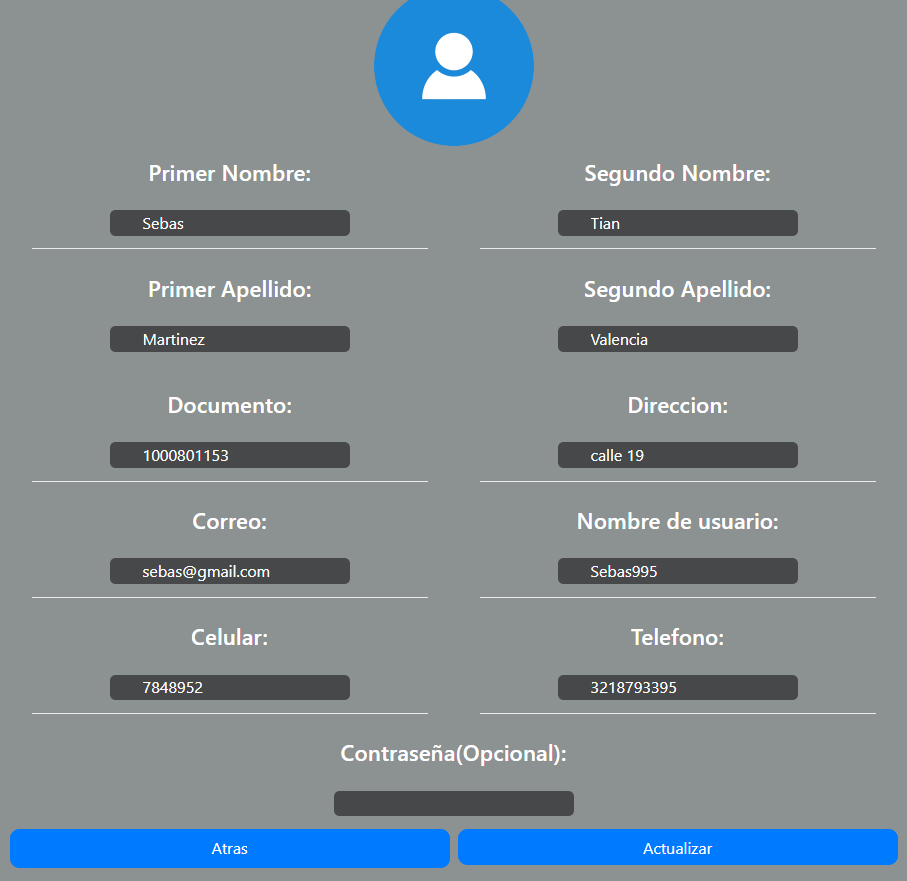 Primer Nombre: Segundo Nombre:
Sebas Tian
Primer Apellido: Segundo Apellido:
Martinez Valencia
Documento: Direccion:
1000801153 calle 19
Correo: Nombre de usuario:
sebas@gmail.com Sebas995
Celular: Telefono:
7848952 3218793395
Contraseña(Opcional):
Atras Actualizar